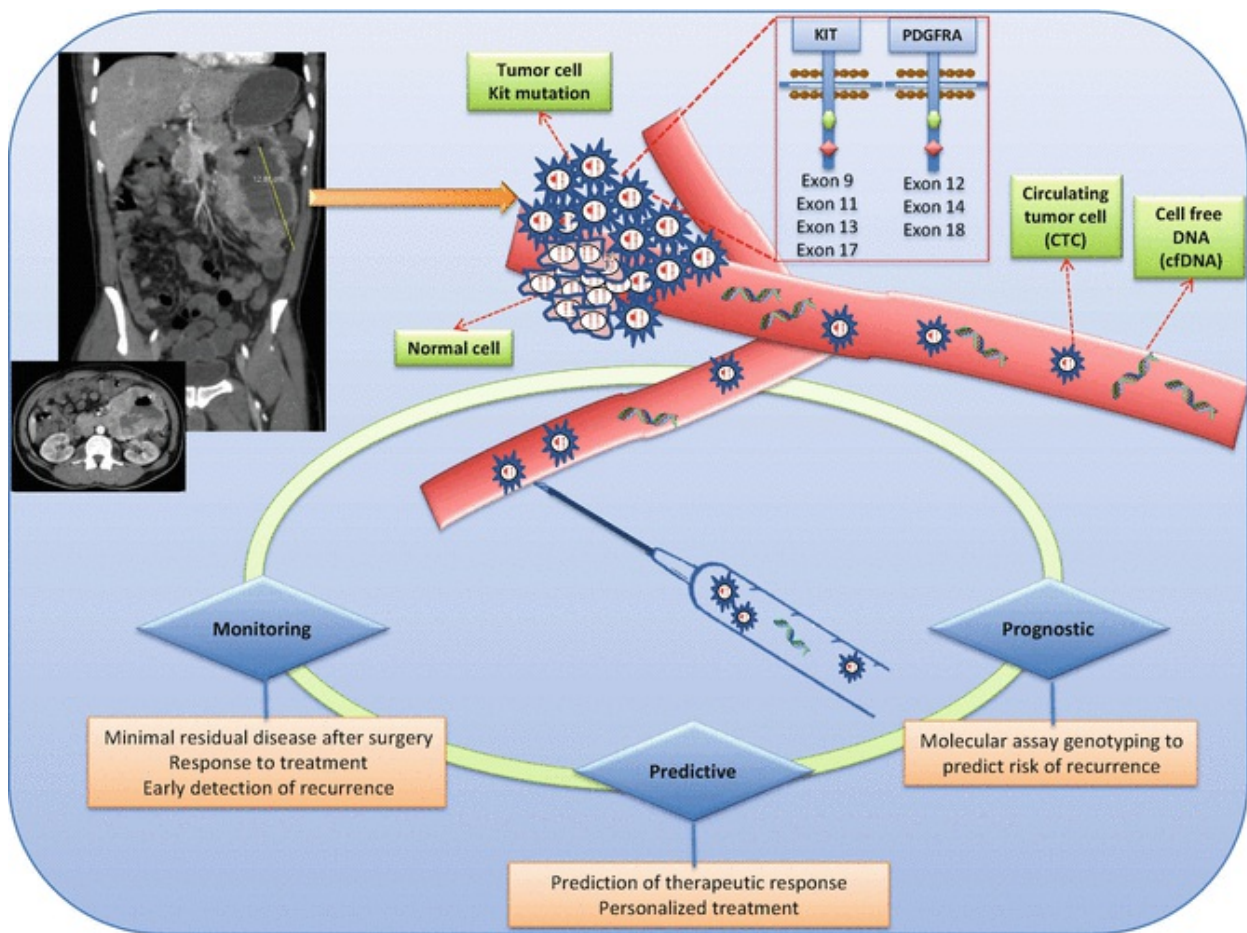 KIT
PDGFRA
Tumor cell
Kit mutation
Exon 9
Exon 11
Exon 13
Exon 17
Exon 12
Exon 14
Exon 18
Circulating
tumor cell
(CTC)
Cell free
DNA
(cfDNA)
Normal cell
Monitoring
Prognostic
Minimal residual disease after surgery
Response to treatment
Early detection of recurrence
Predictive
Molecular assay genotyping to
predict risk of recurrence
Prediction of therapeutic response
Personalized treatment